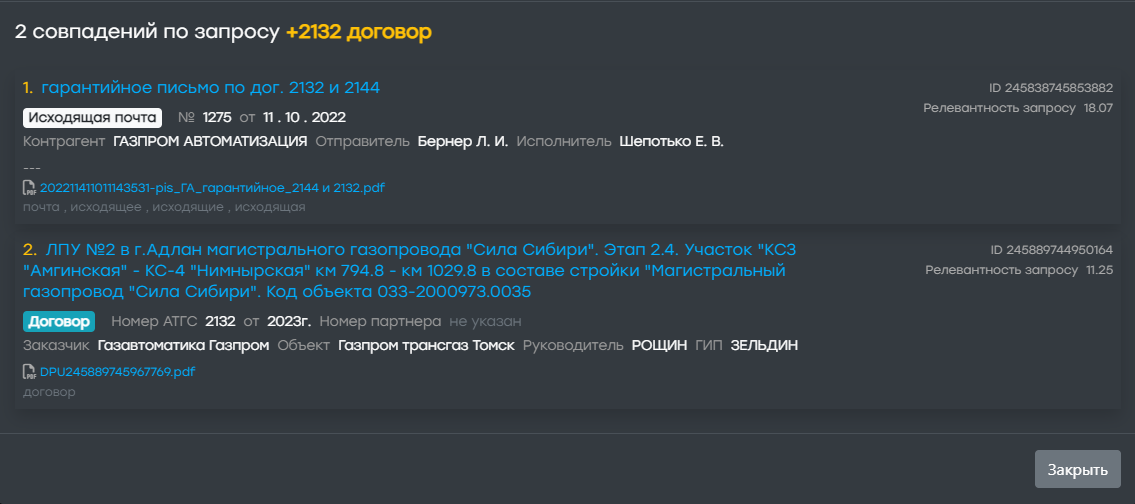 2 совпадений по запросу +2132 договор
1. гарантийное письмо по дог. 2132 и 2144
ID 245838745853882
Исходящая почта № 1275 от 11 . 10 . 2022
Релевантность запросу 18.07
Контрагент ГАЗПРОМ АВТОМАТИЗАЦИЯ Отправитель Бернер Л. И. Исполнитель Шепотько Е. В.
---
202211411011143531-pis_ГА_гарантийное_2144 и 2132.pdf
почта , исходящее , исходящие , исходящая
2. ЛПУ №2 в г.Адлан магистрального газопровода "Сила Сибири". Этап 2.4. Участок "КС3
ID 245889744950164
"Амгинская" - КС-4 "Нимнырская" км 794.8 - км 1029.8 в составе стройки "Магистральный
Релевантность запросу 11.25
газопровод "Сила Сибири". Код объекта 033-2000973.0035
Договор Номер АТГС 2132 от 2023г. Номер партнера не указан
Заказчик Газавтоматика Газпром Объект Газпром трансгаз Томск Руководитель РОЩИН ГИП ЗЕЛЬДИН
DPU245889745967769.pdf
договор
Закрыть